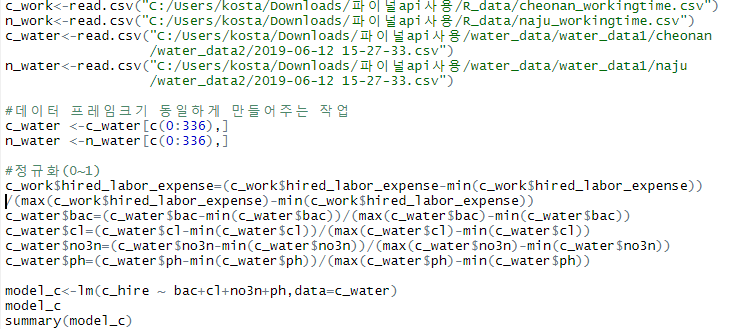 c_work<-read.csv("C:/Users/kosta/Downloads/파이널api사용/R_data/cheonan_workingtime.csv")
n_work<-read.csv("C:/Users/kosta/Downloads/파이널api사용/R_data/naju_workingtime.csv")
c_water<-read.csv("C:/Users/kosta/Downloads/파이널api사용/water_data/water_data1/cheonan
/water_data2/2019-06-12 15-27-33.csv")
n_water<-read.csv("C:/Users/kosta/Downloads/파이널api사용/water_data/water_data1/naju
/water_data2/2019-06-12 15-27-33.csv")
#데이터 프레임크기 동일하게 만들어주는 작업
c_water <-c_water[c(0:336),]
n_water <-n_water[c(0:336),]
#정규화(0~1)
c_work$hired_labor_expense=(c_work$hired_labor_expense-min(c_work$hired_labor_expense))
/(max(c_work$hired_labor_expense)-min(c_work$hired_labor_expense))
c_water$bac=(c_water$bac-min(c_water$bac))/(max(c_water$bac)-min(c_water$bac))
c_water$cl=(c_water$cl-min(c_water$cl))/(max(c_water$cl)-min(c_water$cl))
c_water$no3n=(c_water$no3n-min(c_water$no3n))/(max(c_water$no3n)-min(c_water$no3n))
c_water$ph=(c_water$ph-min(c_water$ph))/(max(c_water$ph)-min(c_water$ph))
model_c<-lm(c_hire ~ bac+cl+no3n+ph,data=c_water)
model_c
summary(model_c)